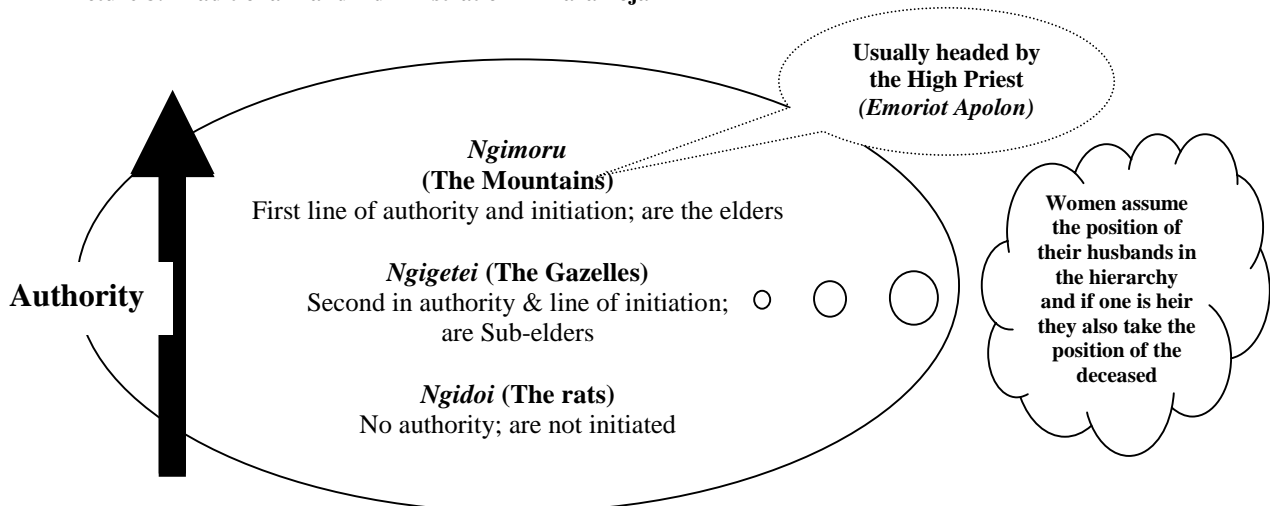 Usually headed by
the High Priest
(Emoriot Apolon)
Ngimoru
(The Mountains)
First line of authority and initiation; are the elders
Ngigetei (The Gazelles)
Second in authority & line of initiation;
are Sub-elders
Ngidoi (The rats)
No authority; are not initiated
Authority
Women assume
the position of
their husbands in
the hierarchy
and if one is heir
they also take the
position of the
deceased